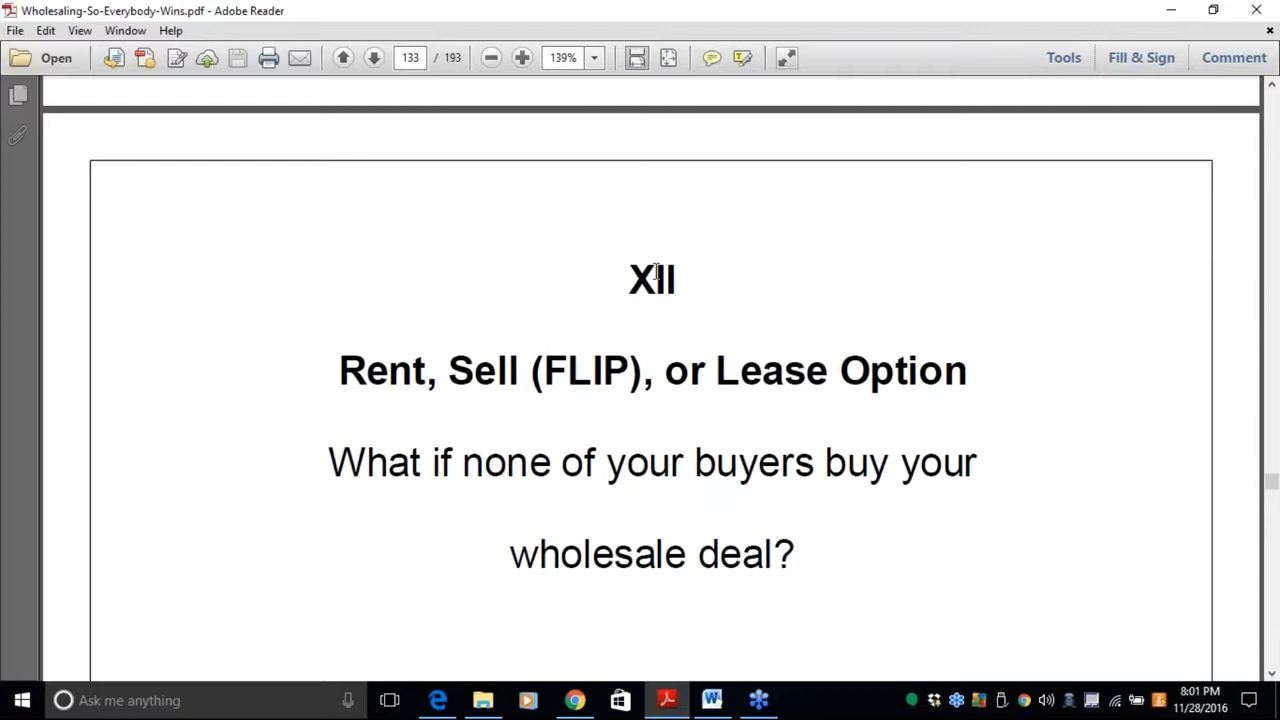 Wholesaling-So-Everybody-Wins.pdf - Adobe Reader
File Edit View Window Help
Open 133 / 193 139% Tools Fill & Sign Comment
XII
Rent, Sell (FLIP), or Lease Option
What if none of your buyers buy your
wholesale deal?
Ask me anything
8:01 PM
11/28/2016